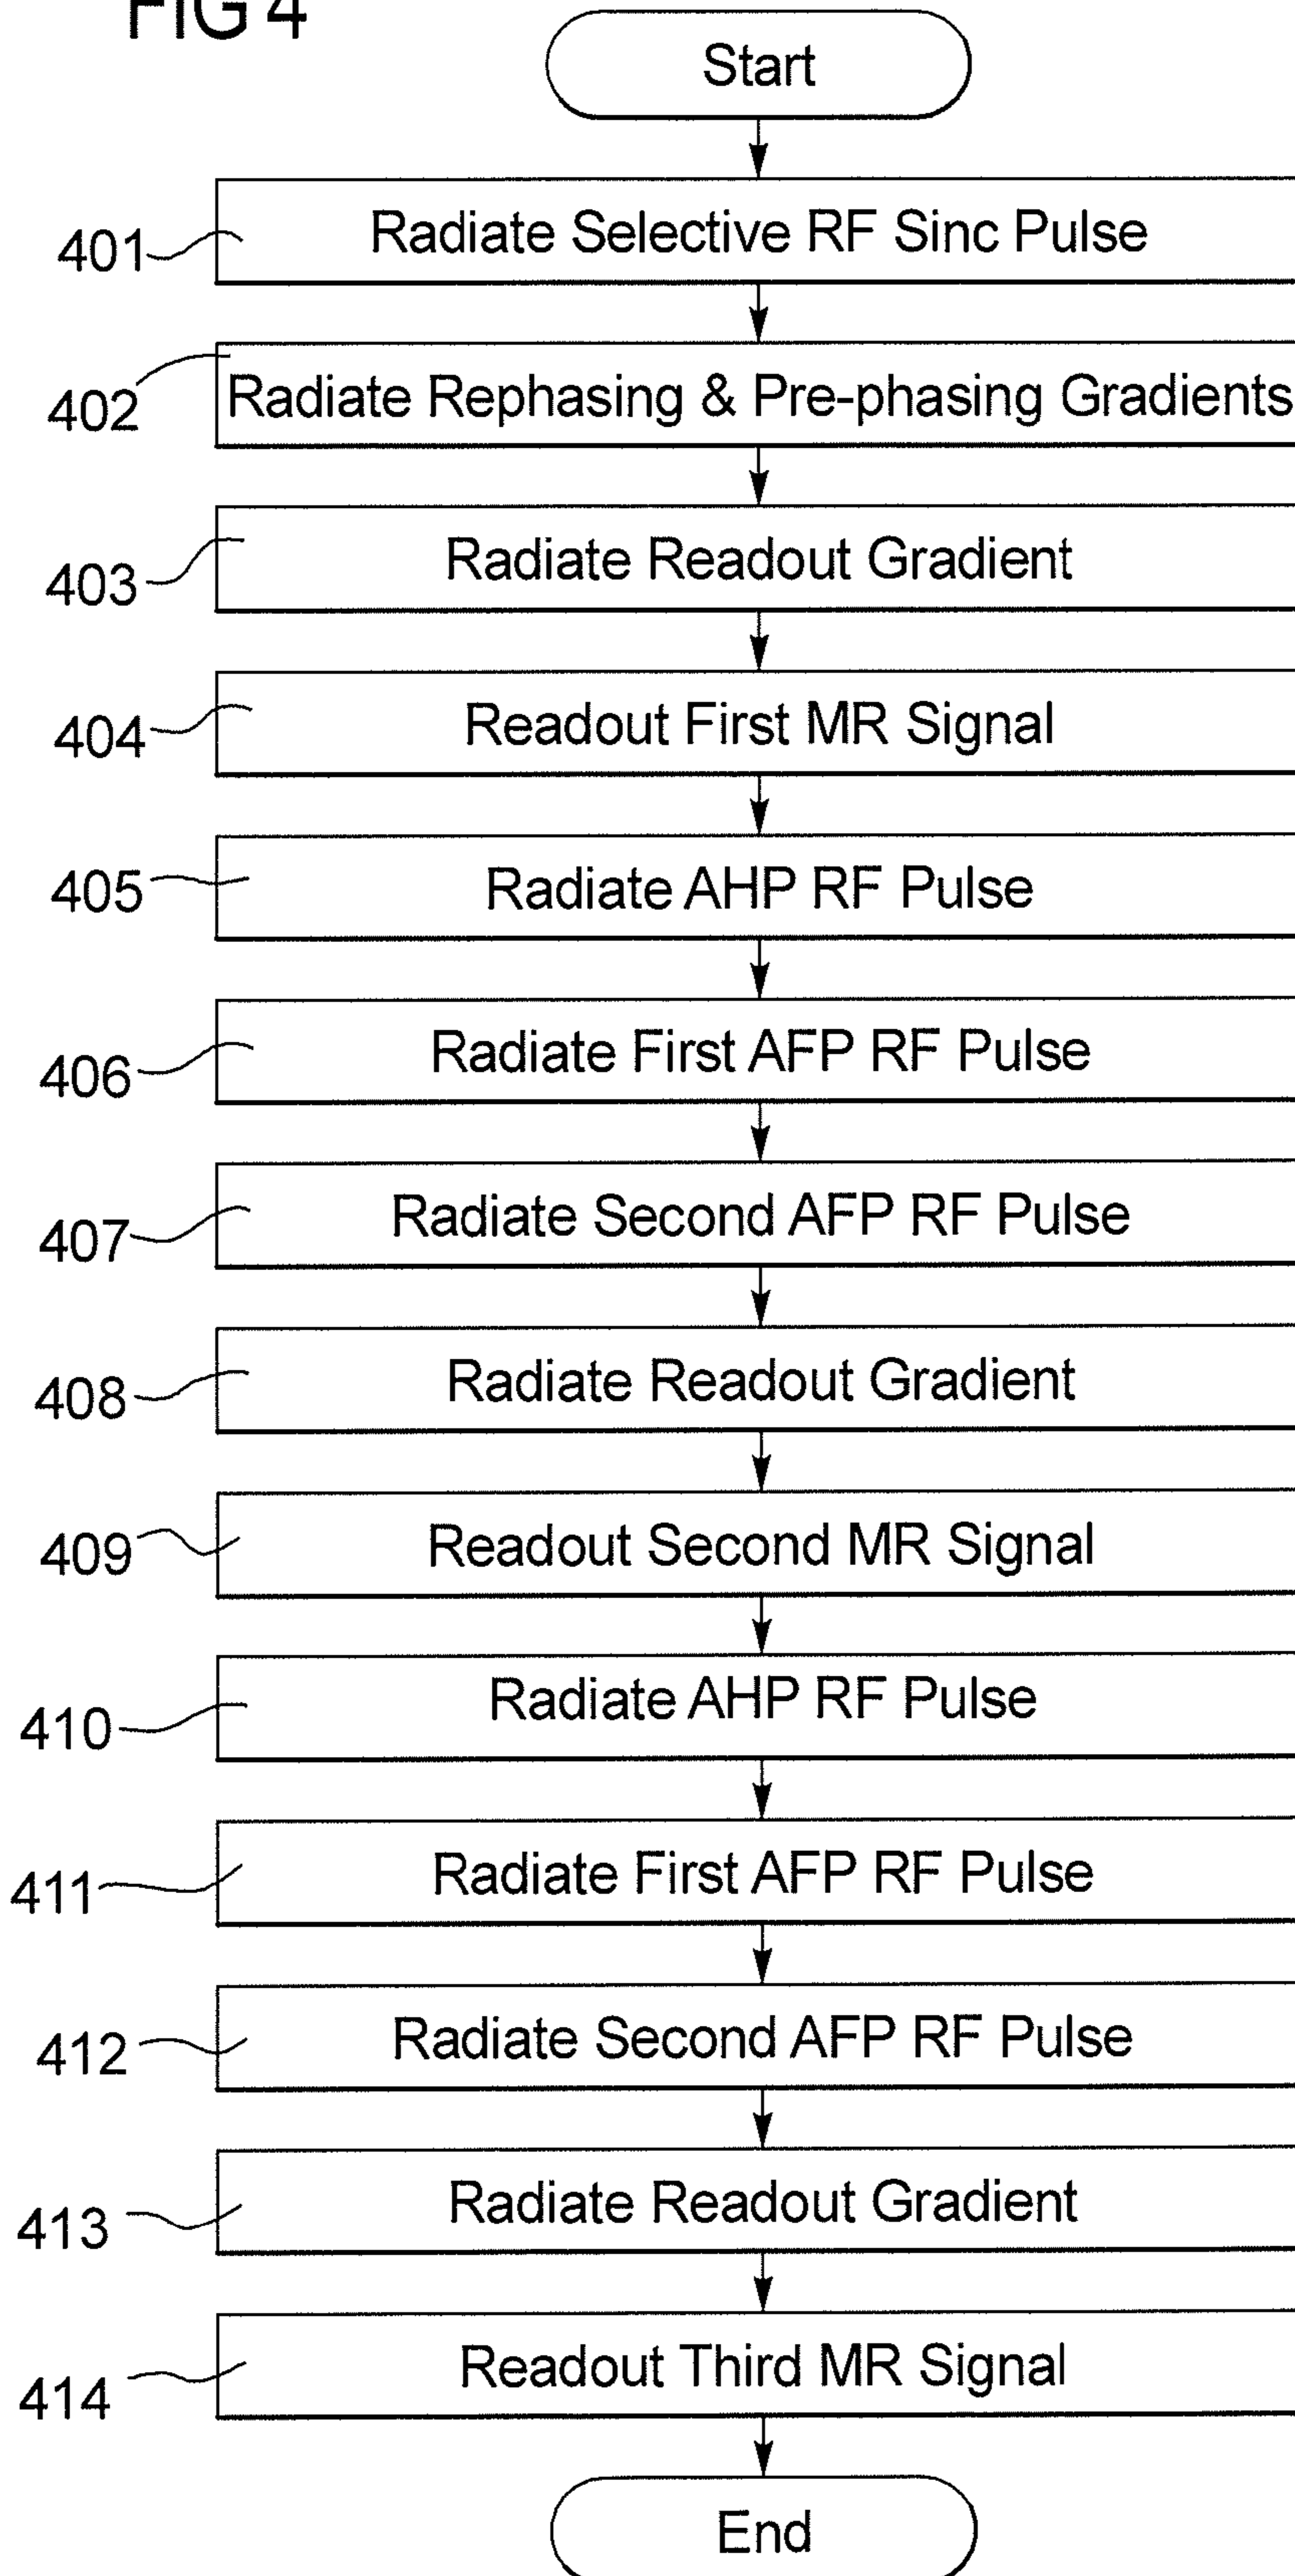 FIG 4
Start
401
Radiate Selective RF Sinc Pulse
402
Radiate Rephasing & Pre-phasing Gradients
403
Radiate Readout Gradient
404
Readout First MR Signal
405
Radiate AHP RF Pulse
406
Radiate First AFP RF Pulse
407
Radiate Second AFP RF Pulse
408
Radiate Readout Gradient
409
Readout Second MR Signal
410
Radiate AHP RF Pulse
411
Radiate First AFP RF Pulse
412
Radiate Second AFP RF Pulse
413
Radiate Readout Gradient
414
Readout Third MR Signal
End